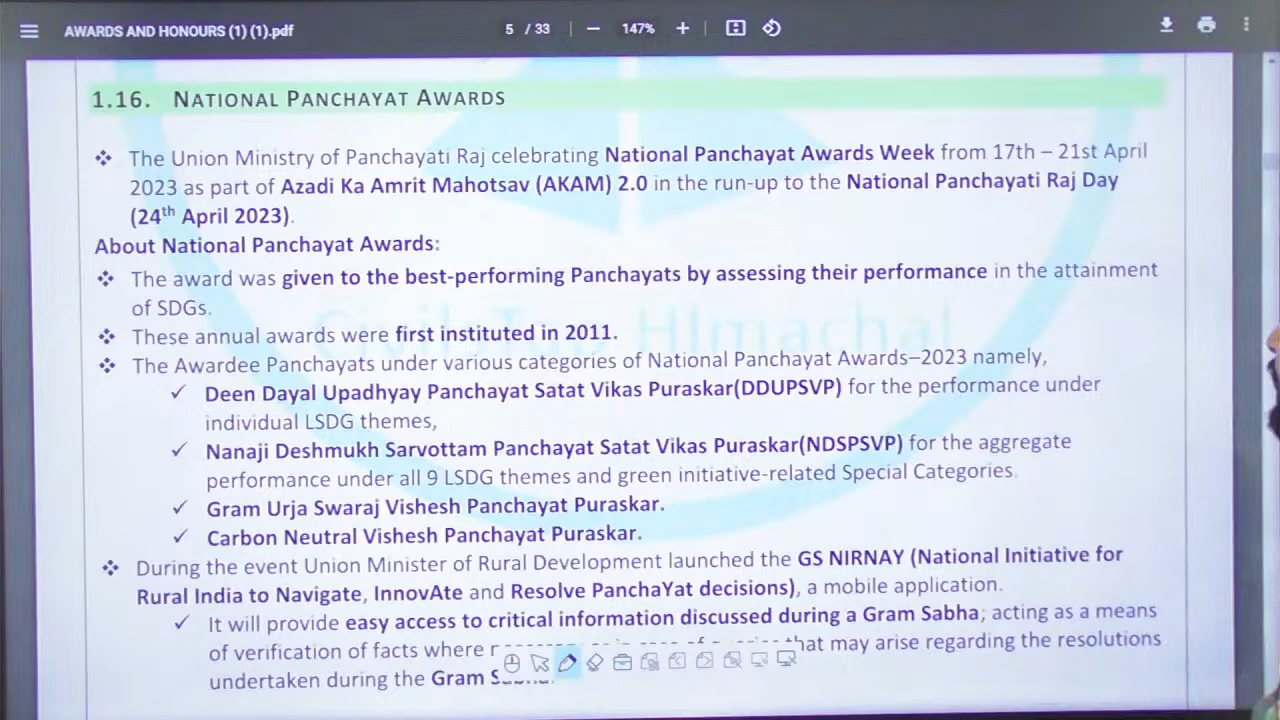 AWARDS AND HONOURS (1) (1).pdf
5 / 33
147%
1.16. NATIONAL PANCHAYAT AWARDS
The Union Ministry of Panchayati Raj celebrating National Panchayat Awards Week from 17th – 21st April
2023 as part of Azadi Ka Amrit Mahotsav (AKAM) 2.0 in the run-up to the National Panchayati Raj Day
(24th April 2023).
About National Panchayat Awards:
The award was given to the best-performing Panchayats by assessing their performance in the attainment
of SDGs.
These annual awards were first instituted in 2011.
The Awardee Panchayats under various categories of National Panchayat Awards–2023 namely,
Deen Dayal Upadhyay Panchayat Satat Vikas Puraskar(DDUPSVP) for the performance under
individual LSDG themes,
Nanaji Deshmukh Sarvottam Panchayat Satat Vikas Puraskar(NDSPSVP) for the aggregate
performance under all 9 LSDG themes and green initiative-related Special Categories.
Gram Urja Swaraj Vishesh Panchayat Puraskar.
Carbon Neutral Vishesh Panchayat Puraskar.
During the event Union Minister of Rural Development launched the GS NIRNAY (National Initiative for
Rural India to Navigate, InnovAte and Resolve PanchaYat decisions), a mobile application.
It will provide easy access to critical information discussed during a Gram Sabha; acting as a means
of verification of facts where that may arise regarding the resolutions
undertaken during the Gram
HImachal